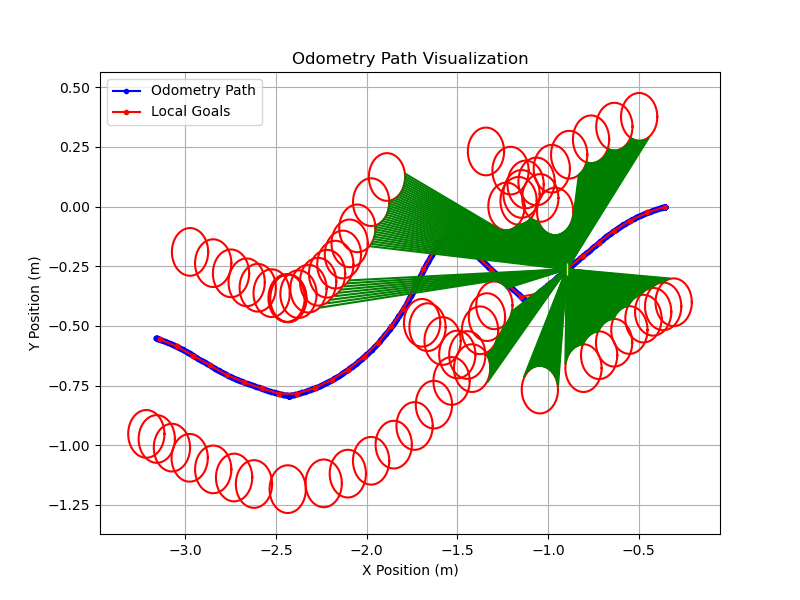 Odometry Path Visualization
Odometry Path
Local Goals
Y Position (m)
0.50
0.25
0.00
−0.25
−0.50
−0.75
−1.00
−1.25
−3.0 −2.5 −2.0 −1.5 −1.0 −0.5
X Position (m)